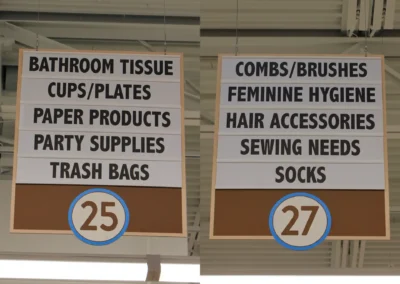 BATHROOM TISSUE
CUPS/PLATES
PAPER PRODUCTS
PARTY SUPPLIES
TRASH BAGS
25
COMBS/BRUSHES
FEMININE HYGIENE
HAIR ACCESSORIES
SEWING NEEDS
SOCKS
27